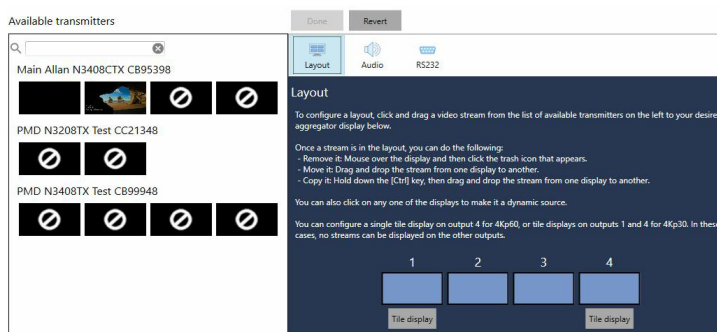 Available transmitters
Done
Revert
Main Allan N3408CTX CB95398
PMD N3208TX Test CC21348
PMD N3408TX Test CB99948
Layout
Audio
RS232
Layout
To configure a layout, click and drag a video stream from the list of available transmitters on the left to your desire
aggregator display below.
Once a stream is in the layout, you can do the following:
- Remove it: Mouse over the display and then click the trash icon that appears.
- Move it: Drag and drop the stream from one display to another.
- Copy it: Hold down the [Ctrl] key, then drag and drop the stream from one display to another.
You can also click on any one of the displays to make it a dynamic source.
You can configure a single tile display on output 4 for 4Kp60, or tile displays on outputs 1 and 4 for 4Kp30. In these
cases, no streams can be displayed on the other outputs.
1 2 3 4
Tile display
Tile display